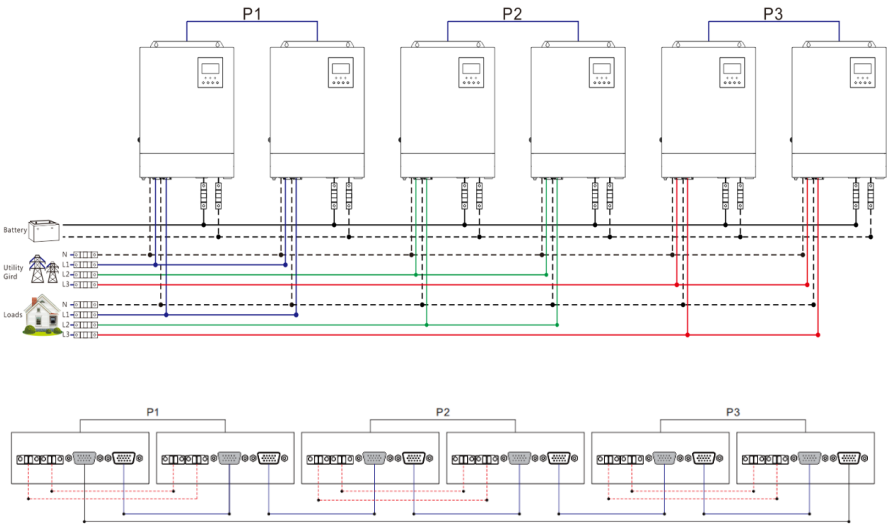 P1 P2 P3
Battery
N
L1
Utility
L2
Gird
L3
N
Loads
L1
L2
L3
P1 P2 P3